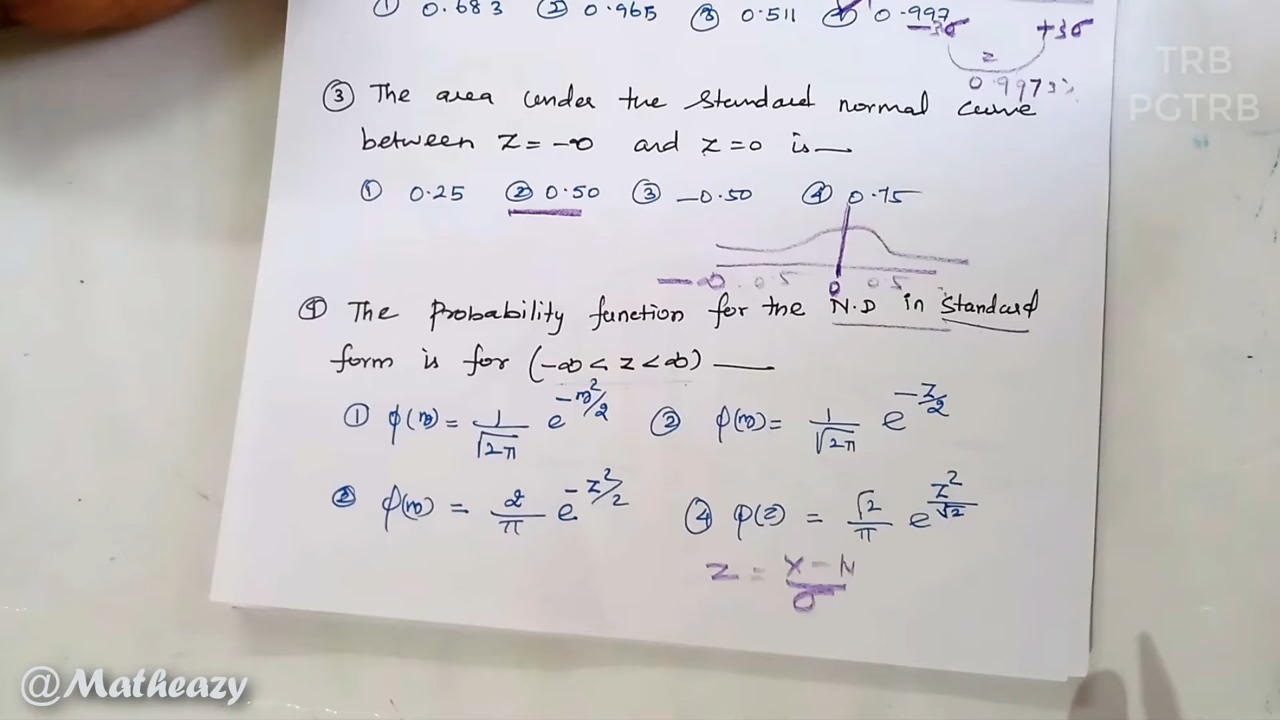 ① 0.683 ② 0.965 ③ 0.511 ④ 0.997
-3σ +3σ
z
0.9973%
TRB
PGTRB
③ The area under the standard normal curve
between z = -∞ and z = 0 is —
① 0.25 ② 0.50 ③ -0.50 ④ 0.75
-∞ 0.5 0 0.5
④ The Probability function for the N.D in Standard
form is for (-∞ < z < ∞) —
① φ(x) = 1/√2π e^-x²/2 ② φ(x) = 1/√2π e^-z/2
② φ(x) = 2/π e^-z²/2 ④ φ(z) = √2/π e^z²/√2
z = x - μ / σ
@Matheazy